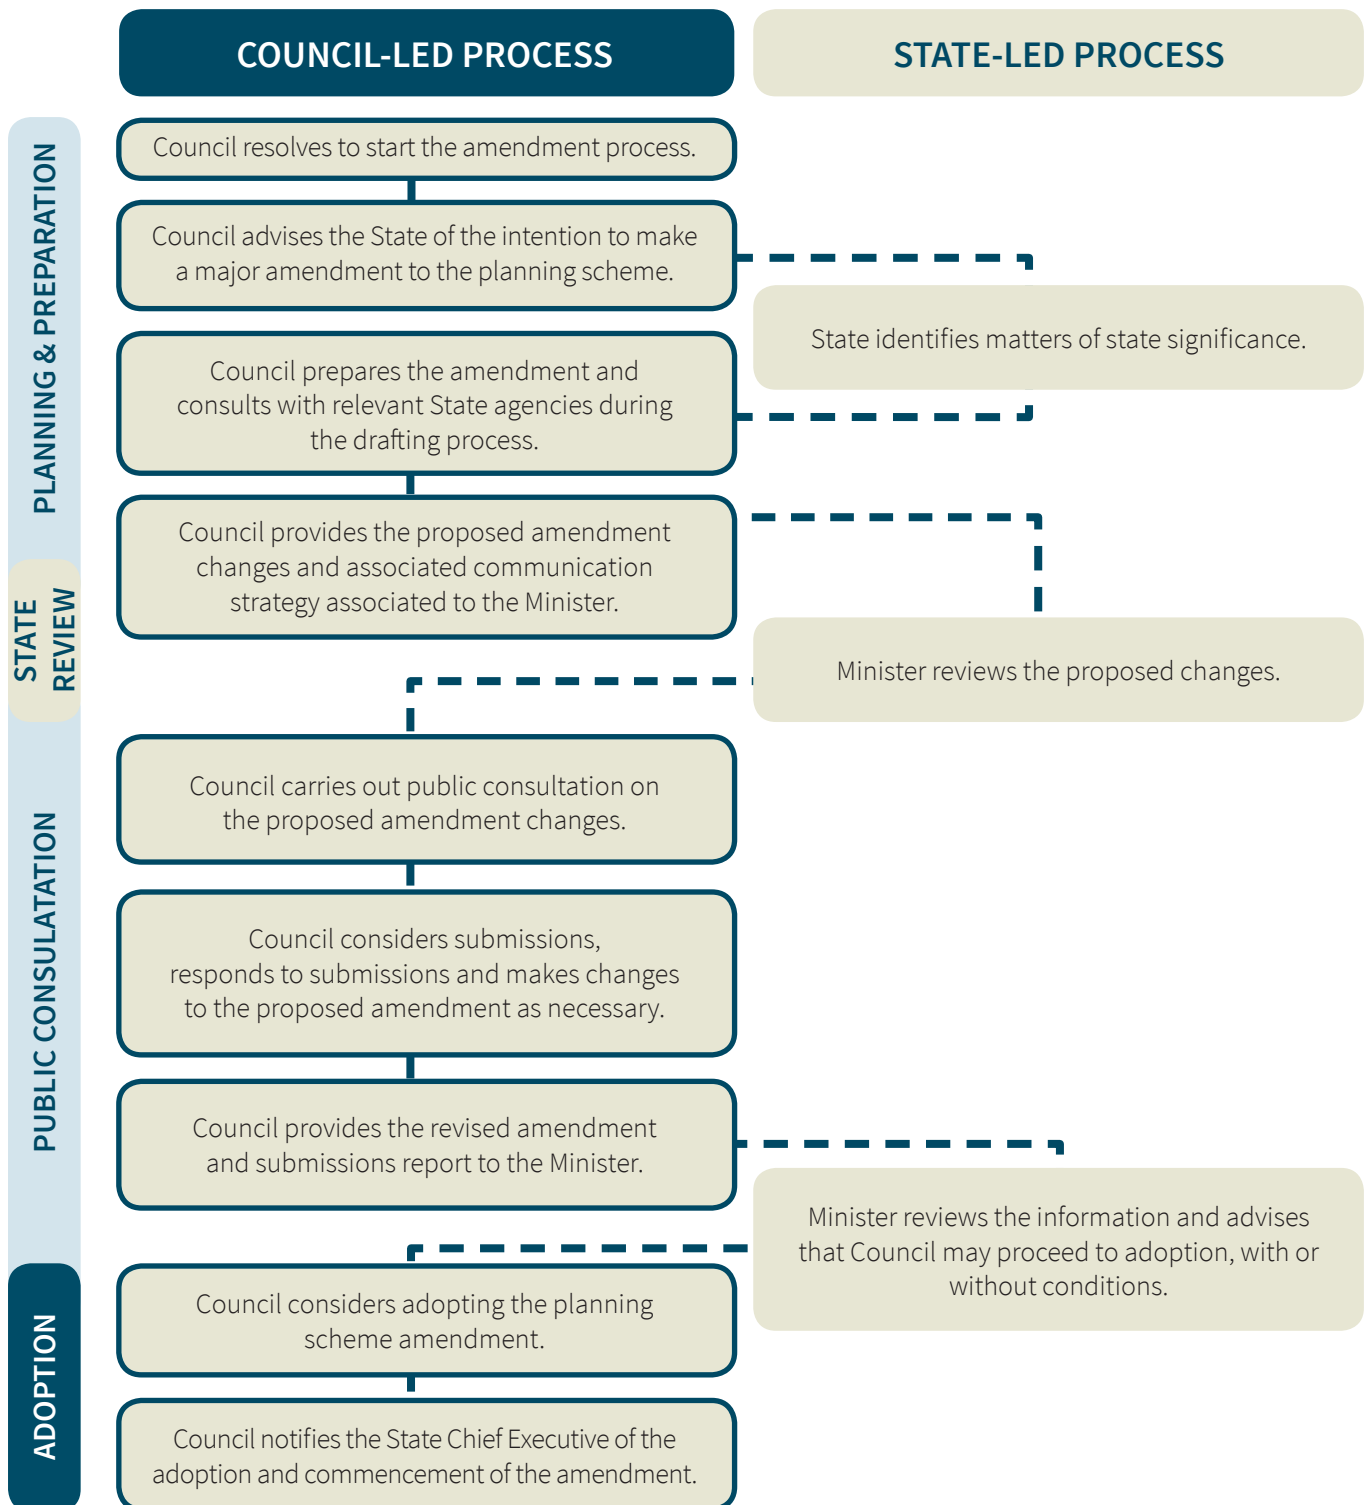 COUNCIL-LED PROCESS
STATE-LED PROCESS
PLANNING & PREPARATION
Council resolves to start the amendment process.
Council advises the State of the intention to make
a major amendment to the planning scheme.
State identifies matters of state significance.
Council prepares the amendment and
consults with relevant State agencies during
the drafting process.
Council provides the proposed amendment
changes and associated communication
strategy associated to the Minister.
STATE
REVIEW
Minister reviews the proposed changes.
PUBLIC CONSULATATION
Council carries out public consultation on
the proposed amendment changes.
Council considers submissions,
responds to submissions and makes changes
to the proposed amendment as necessary.
Council provides the revised amendment
and submissions report to the Minister.
Minister reviews the information and advises
that Council may proceed to adoption, with or
without conditions.
ADOPTION
Council considers adopting the planning
scheme amendment.
Council notifies the State Chief Executive of the
adoption and commencement of the amendment.